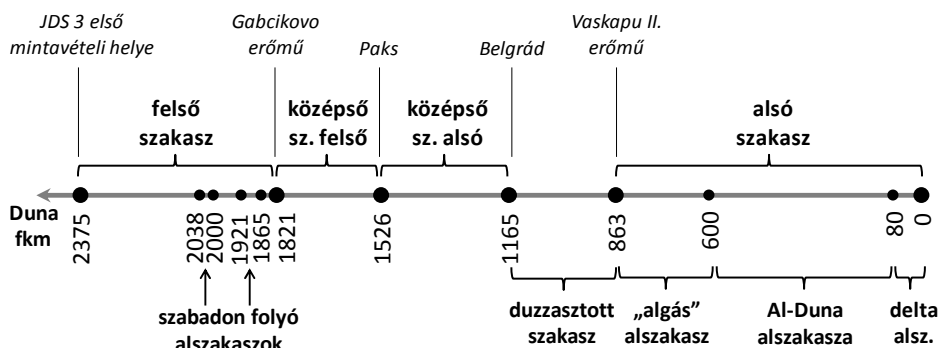 JDS 3 első
mintavételi helye
Gabcikovo
erőmű
Paks
Belgrád
Vaskapu II.
erőmű
felső
szakasz
középső
sz. felső
középső
sz. alsó
alsó
szakasz
Duna
fkm
2375
2038
2000
1921
1865
1821
1526
1165
863
600
80
0
szabadon folyó
alszakaszok
duzzasztott
szakasz
„algás”
alszakasz
Al-Duna
alszakasza
delta
alsz.